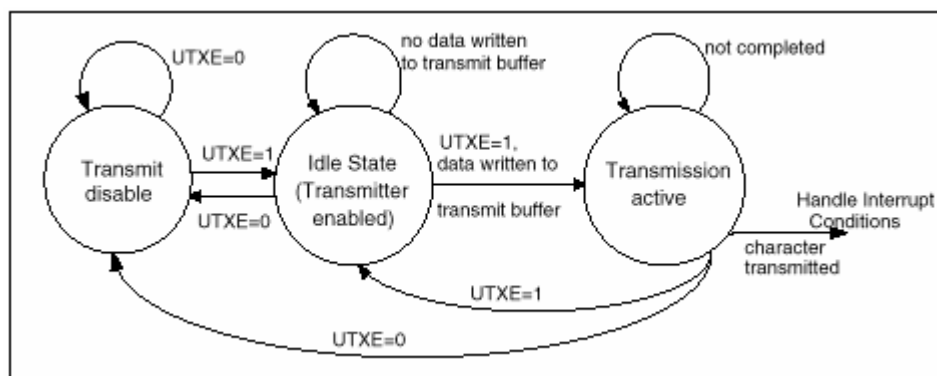 UTXE=0
no data written
to transmit buffer
not completed
Transmit
disable
UTXE=1
UTXE=0
Idle State
(Transmitter
enabled)
UTXE=1,
data written to
transmit buffer
Transmission
active
Handle Interrupt
Conditions
character
transmitted
UTXE=1
UTXE=0